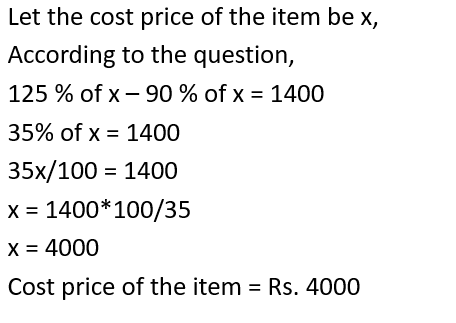 Let the cost price of the item be x,
According to the question,
125 % of x – 90 % of x = 1400
35% of x = 1400
35x/100 = 1400
x = 1400*100/35
x = 4000
Cost price of the item = Rs. 4000